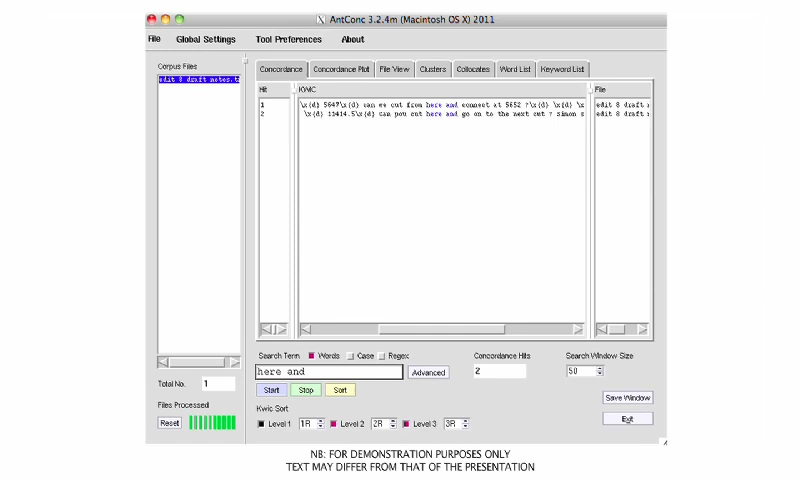 AntConc 3.2.4m (Macintosh OS X) 2011
File Global Settings Tool Preferences About
Corpus Files
edit 8 draft notes.t
Concordance Concordance Plot File View Clusters Collocates Word List Keyword List
Hit KWIC File
1 \x{d} 5647\x{d} can we cut from here and connect at 5652 ?\x{d} \x{d} \x edit 8 draft
2 \x{d} 11414.5\x{d} can you cut here and go on to the next cut ? simon s edit 8 draft
Search Term Words Case Regex Concordance Hits Search Window Size
here and Advanced 2 50
Total No. 1
Start Stop Sort
Save Window
Files Processed
Kwic Sort
Reset Level 1 1R Level 2 2R Level 3 3R Exit
NB: FOR DEMONSTRATION PURPOSES ONLY
TEXT MAY DIFFER FROM THAT OF THE PRESENTATION